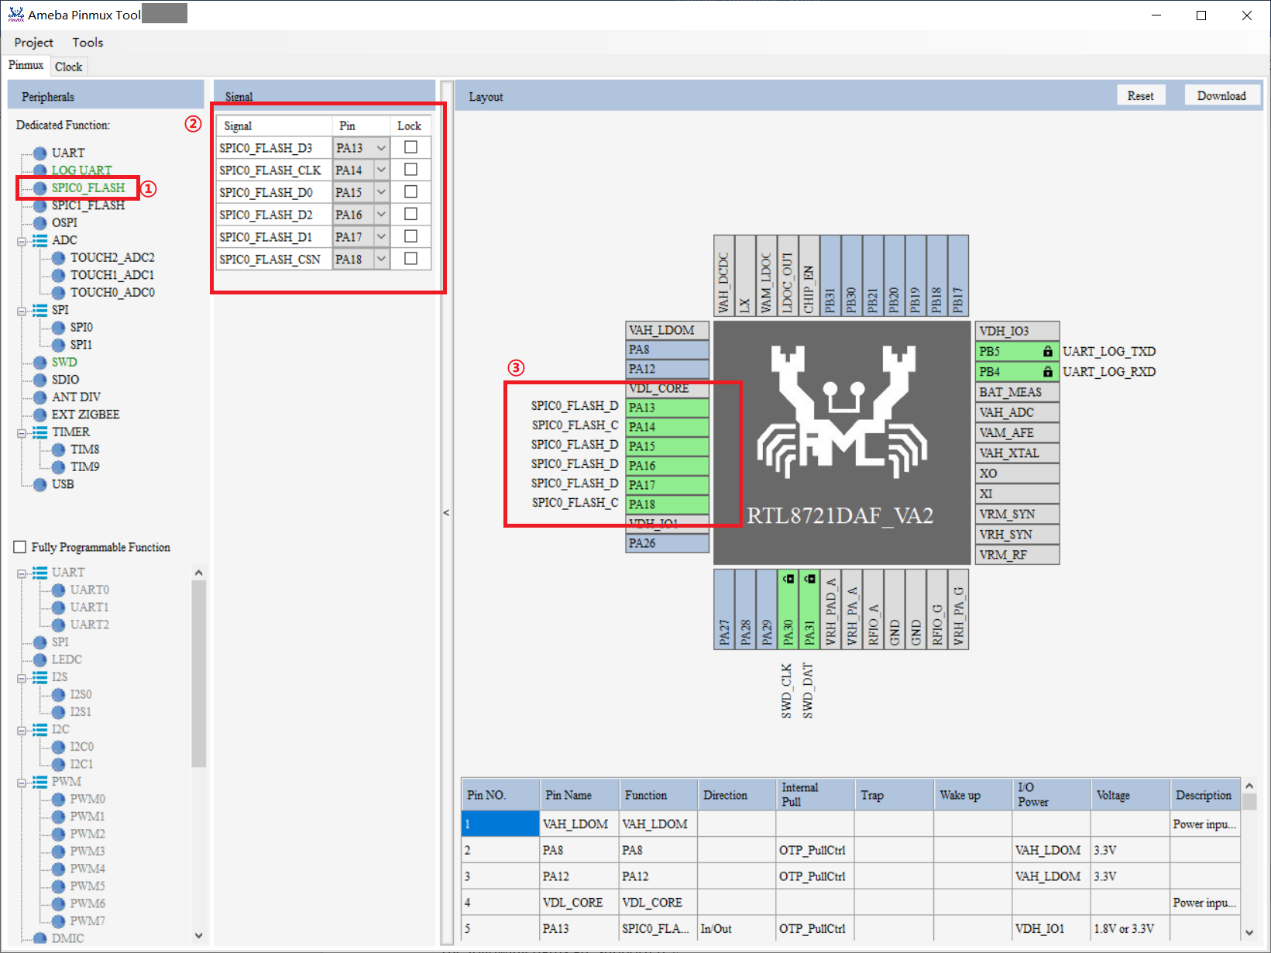 Ameba Pinmux Tool
Project Tools
Pinmux Clock
Peripherals
Dedicated Function:
UART
LOG UART
SPIC0_FLASH
①
SPIC1_FLASH
OSPI
ADC
TOUCH2_ADC2
TOUCH1_ADC1
TOUCH0_ADC0
SPI
SPI0
SPI1
SWD
SDIO
ANT DIV
EXT ZIGBEE
TIMER
TIM8
TIM9
USB
Fully Programmable Function
UART
UART0
UART1
UART2
SPI
LEDC
I2S
I2S0
I2S1
I2C
I2C0
I2C1
PWM
PWM0
PWM1
PWM2
PWM3
PWM4
PWM5
PWM6
PWM7
DMIC
Signal
②
Signal Pin Lock
SPIC0_FLASH_D3 PA13
SPIC0_FLASH_CLK PA14
SPIC0_FLASH_D0 PA15
SPIC0_FLASH_D2 PA16
SPIC0_FLASH_D1 PA17
SPIC0_FLASH_CSN PA18
<
Layout Reset Download
VAH_DCDC
LX
VAM_LDOC
LDOC_OUT
CHIP_EN
PB31
PB30
PB21
PB20
PB19
PB18
PB17
VAH_LDOM
PA8
PA12
VDL_CORE
③
SPIC0_FLASH_D PA13
SPIC0_FLASH_C PA14
SPIC0_FLASH_D PA15
SPIC0_FLASH_D PA16
SPIC0_FLASH_D PA17
SPIC0_FLASH_C PA18
VDH_IO1
PA26
AMC
RTL8721DAF_VA2
VDH_IO3
PB5 UART_LOG_TXD
PB4 UART_LOG_RXD
BAT_MEAS
VAH_ADC
VAM_AFE
VAH_XTAL
XO
XI
VRM_SYN
VRH_SYN
VRM_RF
PA27
PA28
PA29
PA30
PA31
VRH_PAD_A
VRH_PA_A
RFIO_A
GND
GND
RFIO_G
VRH_PA_G
SWD_CLK
SWD_DAT
Pin NO. Pin Name Function Direction Internal Pull Trap Wake up I/O Power Voltage Description
1 VAH_LDOM VAH_LDOM Power inpu...
2 PA8 PA8 OTP_PullCtrl VAH_LDOM 3.3V
3 PA12 PA12 OTP_PullCtrl VAH_LDOM 3.3V
4 VDL_CORE VDL_CORE Power inpu...
5 PA13 SPIC0_FLA... In/Out OTP_PullCtrl VDH_IO1 1.8V or 3.3V